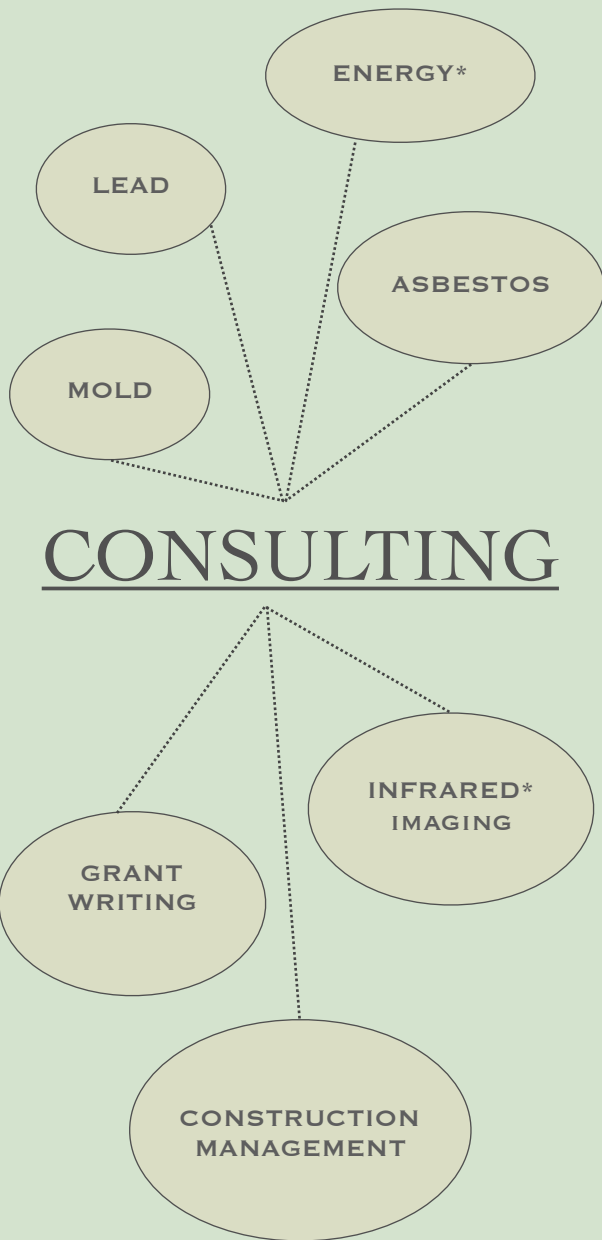 ENERGY*
LEAD
ASBESTOS
MOLD
CONSULTING
INFRARED*
IMAGING
GRANT
WRITING
CONSTRUCTION
MANAGEMENT